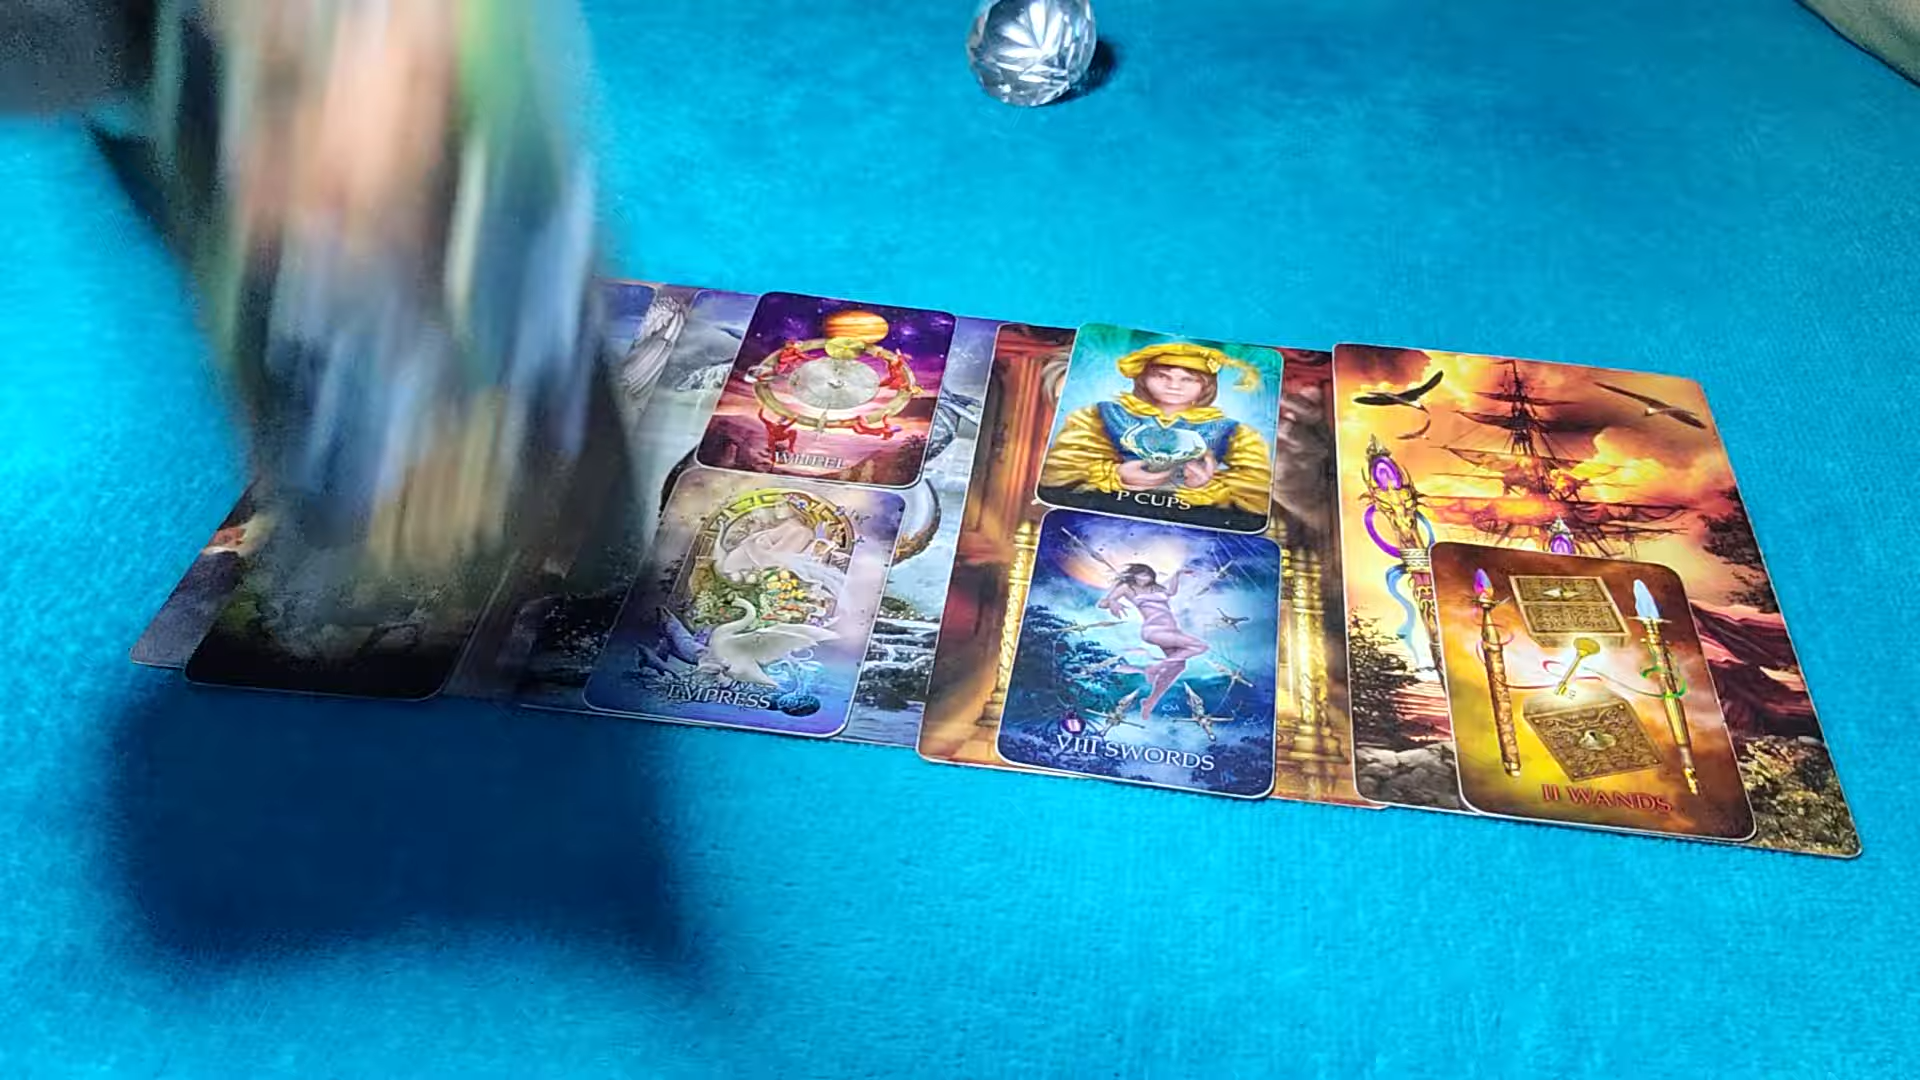 WHEEL
P CUPS
EMPRESS
VIII SWORDS
II WANDS